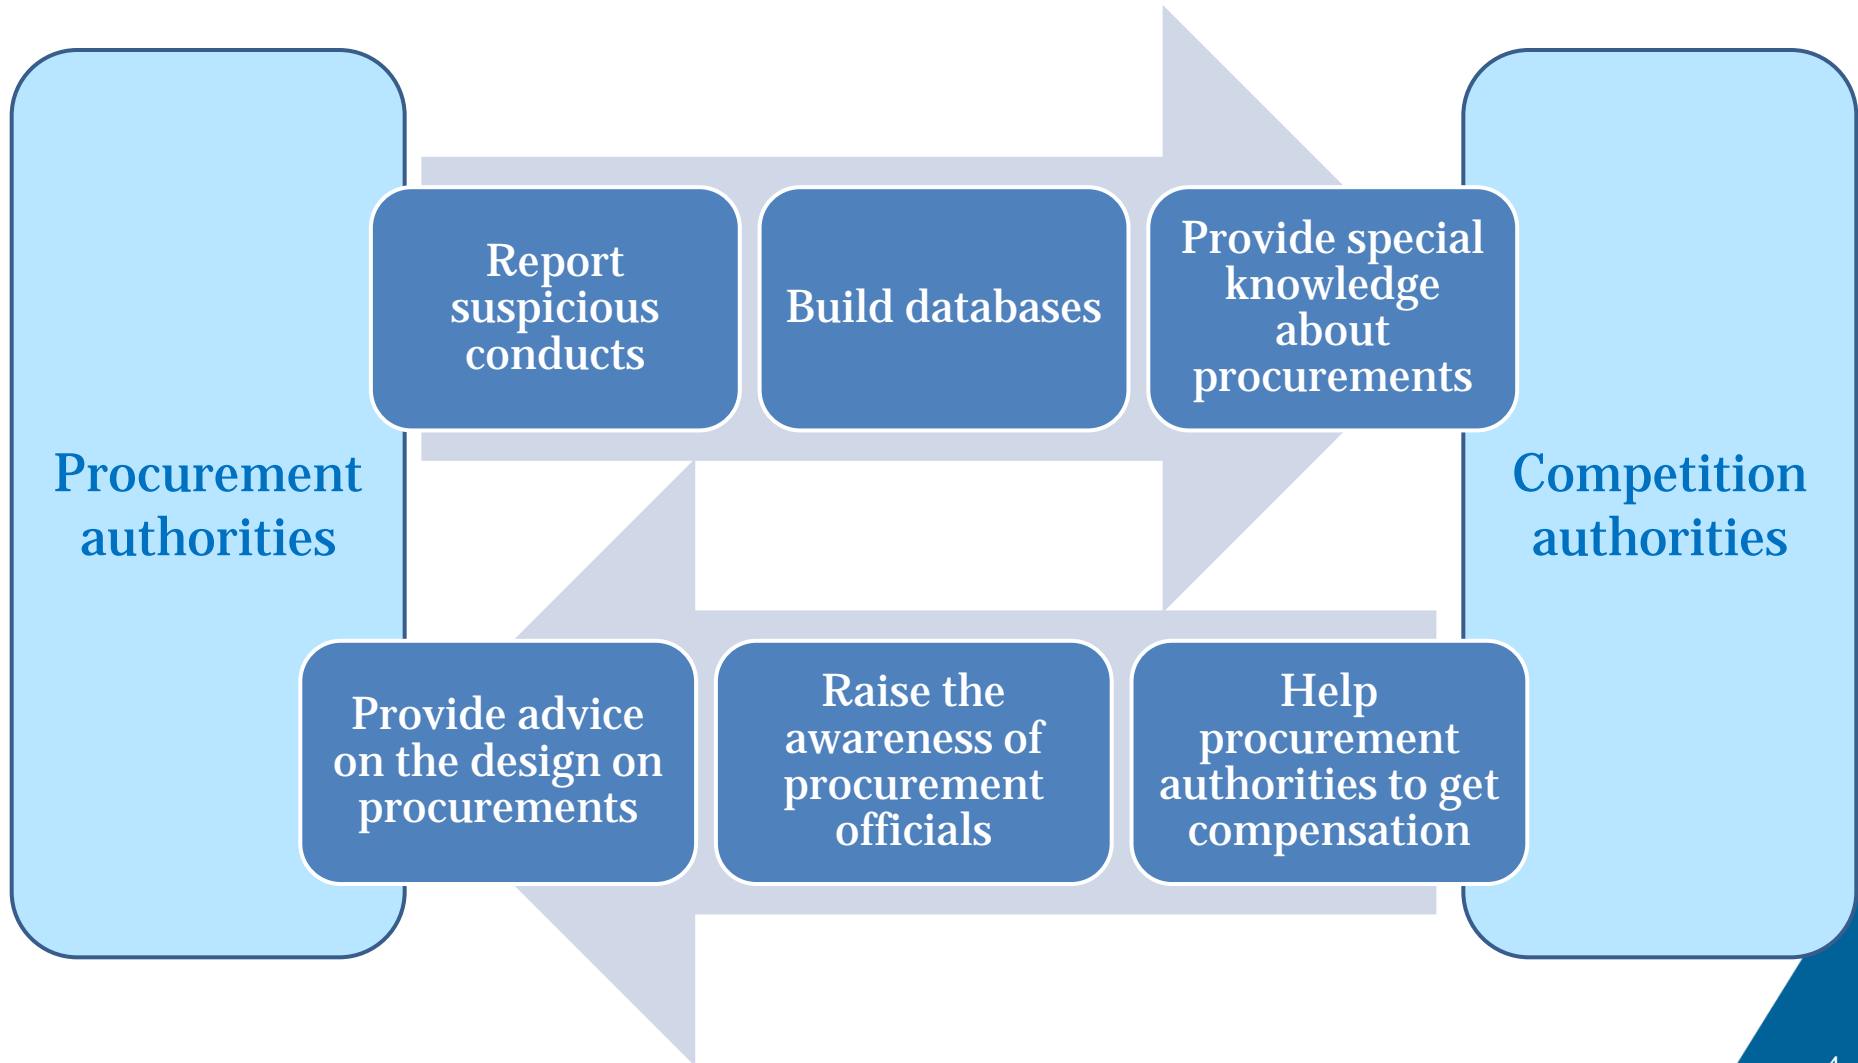 Procurement
authorities
Report
suspicious
conducts
Build databases
Provide special
knowledge
about
procurements
Competition
authorities
Provide advice
on the design on
procurements
Raise the
awareness of
procurement
officials
Help
procurement
authorities to get
compensation